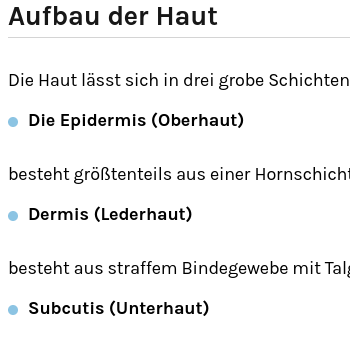 Aufbau der Haut
Die Haut lässt sich in drei grobe Schichten
Die Epidermis (Oberhaut)
besteht größtenteils aus einer Hornschicht
Dermis (Lederhaut)
besteht aus straffem Bindegewebe mit
Subcutis (Unterhaut)